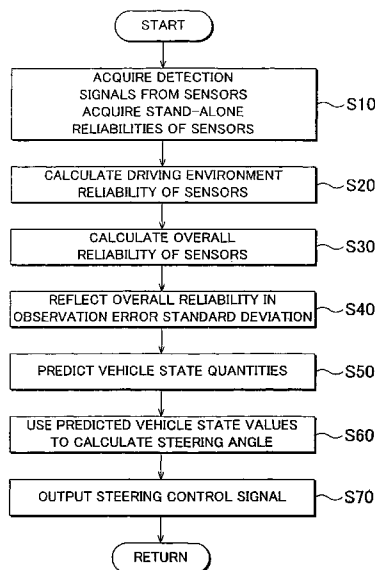 START
ACQUIRE DETECTION
SIGNALS FROM SENSORS
ACQUIRE STAND-ALONE
RELIABILITIES OF SENSORS
S10
CALCULATE DRIVING ENVIRONMENT
RELIABILITY OF SENSORS
S20
CALCULATE OVERALL
RELIABILITY OF SENSORS
S30
REFLECT OVERALL RELIABILITY IN
OBSERVATION ERROR STANDARD DEVIATION
S40
PREDICT VEHICLE STATE QUANTITIES
S50
USE PREDICTED VEHICLE STATE VALUES
TO CALCULATE STEERING ANGLE
S60
OUTPUT STEERING CONTROL SIGNAL
S70
RETURN